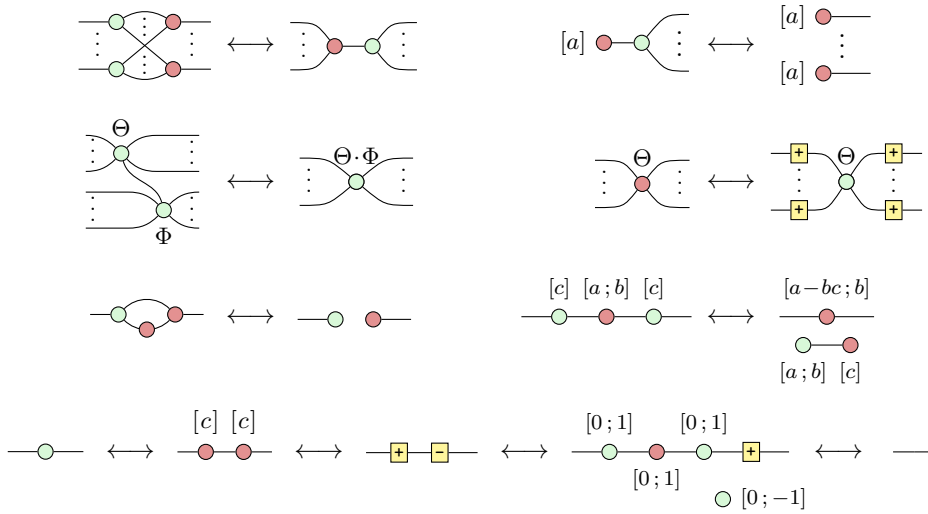 [a] [a]
[a]
Θ Θ·Φ Θ Θ
+ +
+ +
Φ
[c] [a;b] [c] [a−bc;b]
[a;b] [c]
[c] [c] [0;1] [0;1]
+ − +
[0;1]
[0;−1]